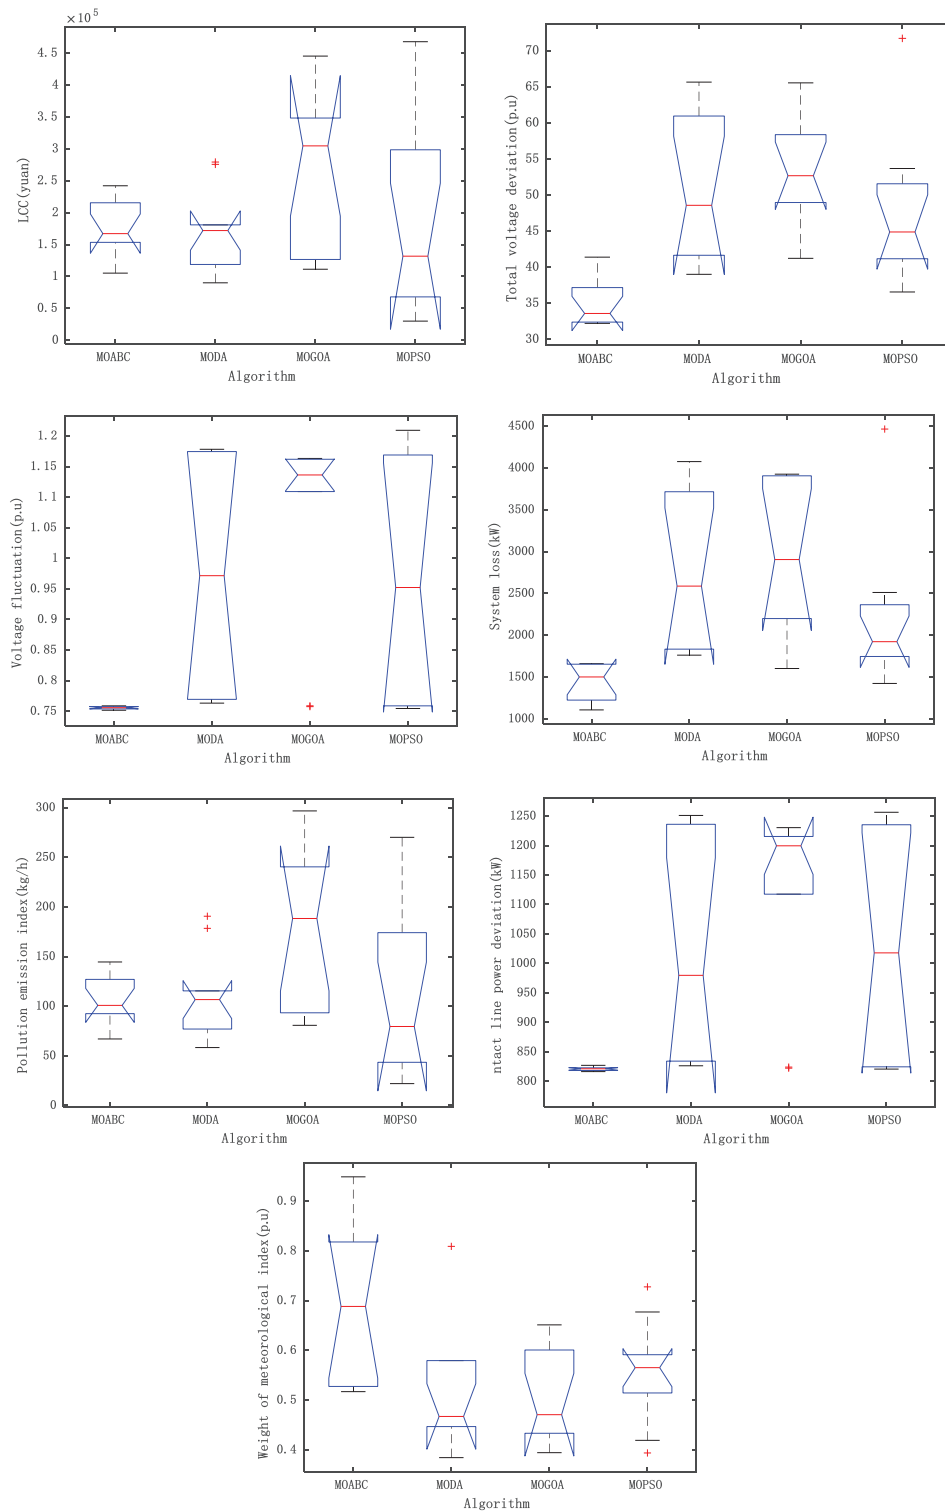 ×10^5
4.5
4
3.5
3
2.5
2
1.5
1
0.5
0
LCC(yuan)
MOABC MODA MOGOA MOPSO
Algorithm
70
65
60
55
50
45
40
35
30
Total voltage deviation(p.u)
MOABC MODA MOGOA MOPSO
Algorithm
1.2
1.15
1.1
1.05
1
0.95
0.9
0.85
0.8
0.75
Voltage fluctuation(p.u)
MOABC MODA MOGOA MOPSO
Algorithm
4500
4000
3500
3000
2500
2000
1500
1000
System loss(kW)
MOABC MODA MOGOA MOPSO
Algorithm
300
250
200
150
100
50
0
Pollution emission index(kg/h)
MOABC MODA MOGOA MOPSO
Algorithm
1250
1200
1150
1100
1050
1000
950
900
850
800
ntact line power deviation(kW)
MOABC MODA MOGOA MOPSO
Algorithm
0.9
0.8
0.7
0.6
0.5
0.4
Weight of meteorological index(p.u)
MOABC MODA MOGOA MOPSO
Algorithm